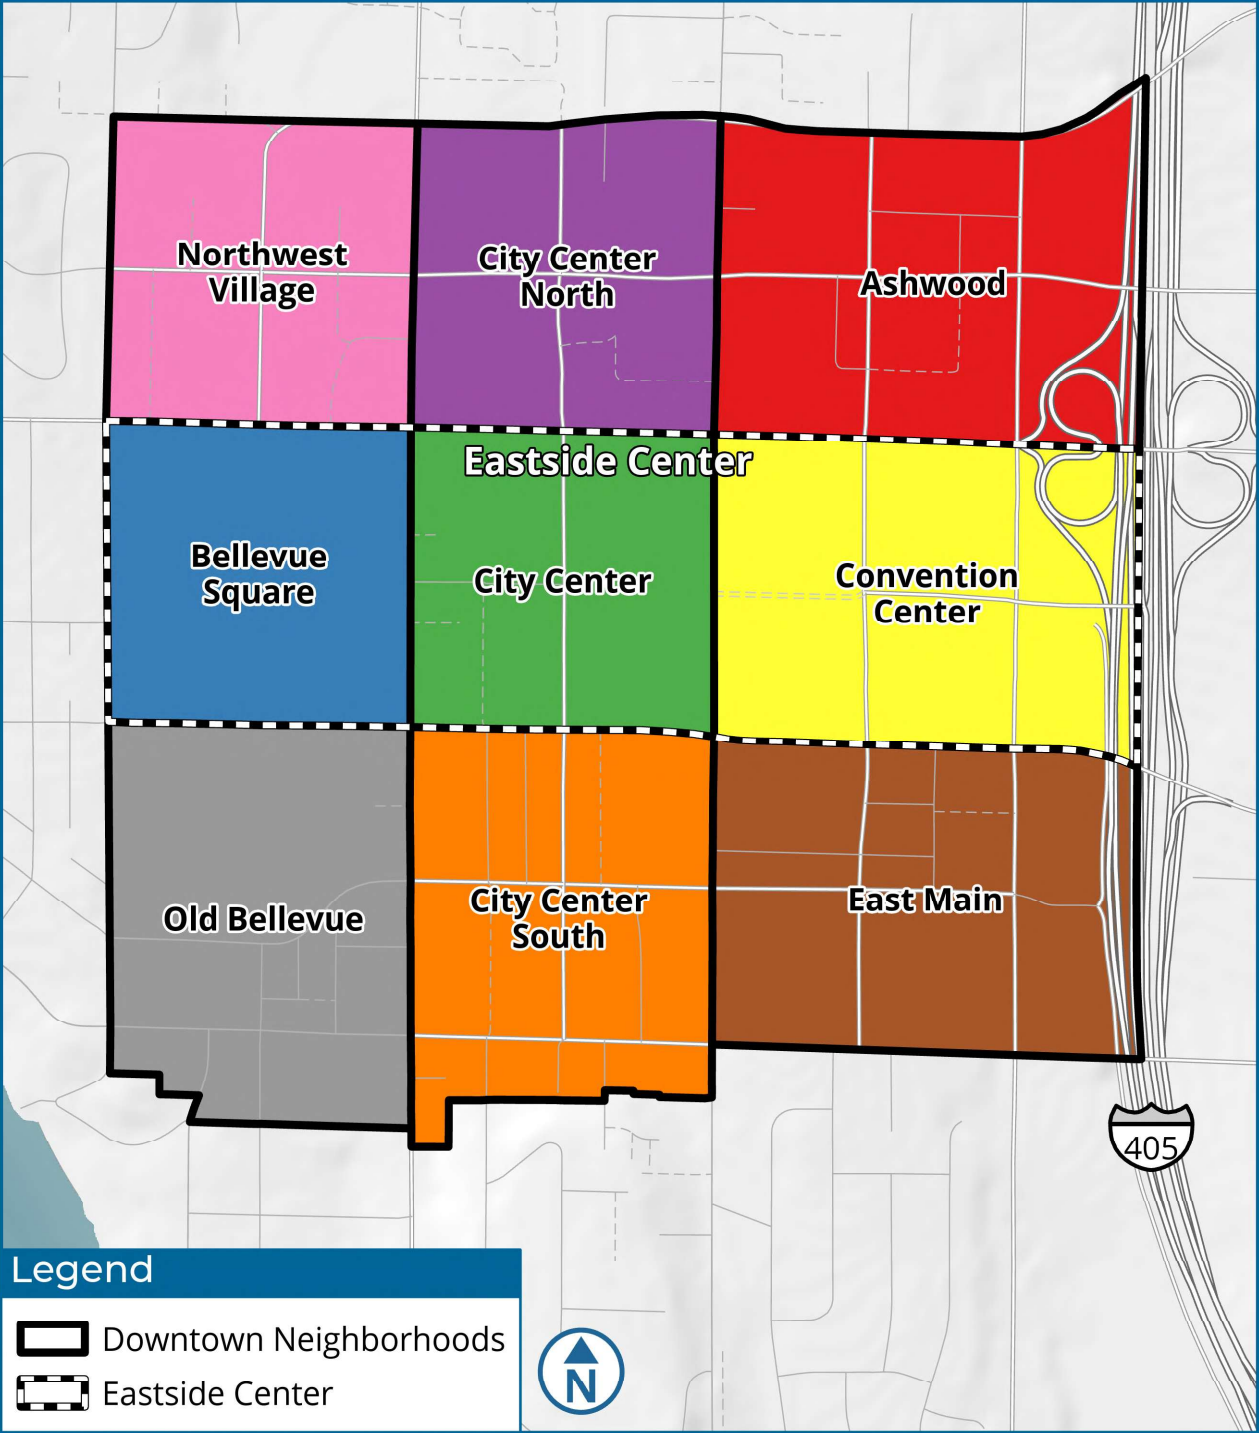 Northwest
Village
City Center
North
Ashwood
Eastside Center
Bellevue
Square
City Center
Convention
Center
Old Bellevue
City Center
South
East Main
405
Legend
Downtown Neighborhoods
Eastside Center
N